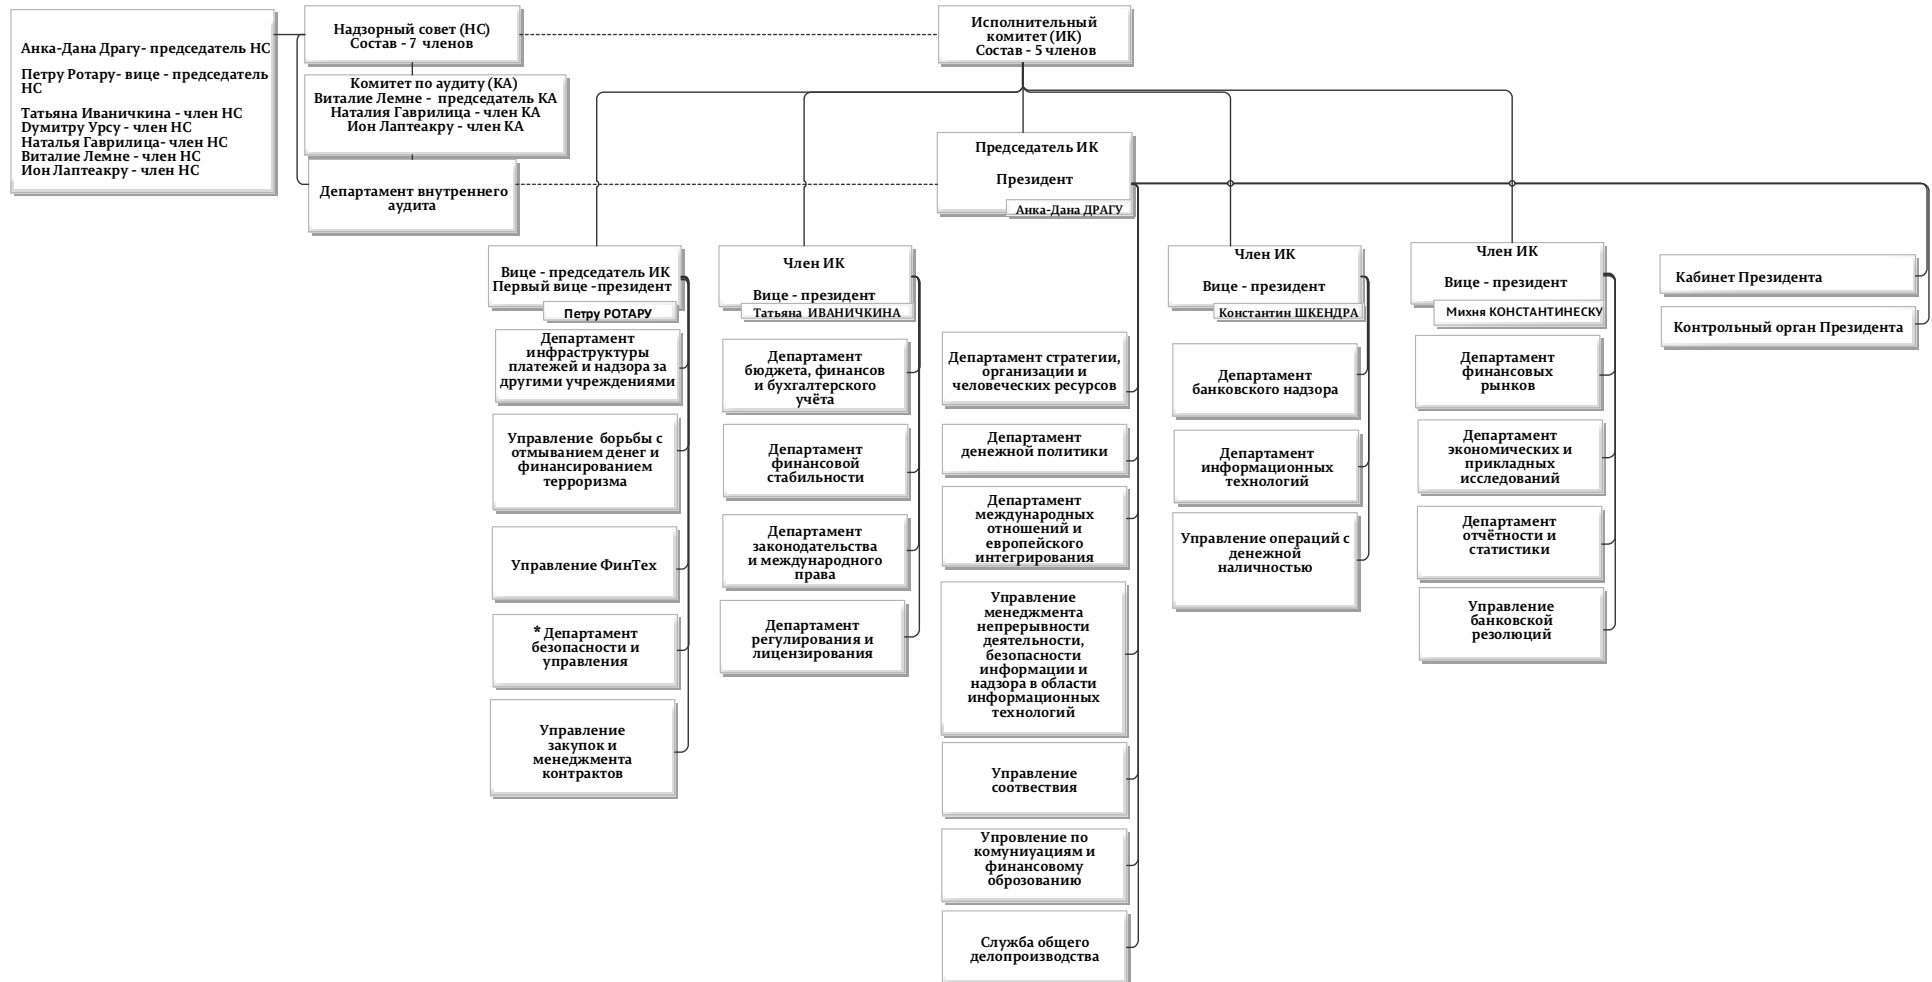 Анка-Дана Драгу- председатель НС
Петру Ротару- вице - председатель
НС
Татьяна Иваничкина - член НС
Dумитру Урсу - член НС
Наталья Гаврилица- член НС
Виталие Лемне - член НС
Ион Лаптеакру - член НС
Надзорный совет (НС)
Состав - 7 членов
Комитет по аудиту (КА)
Виталие Лемне - председатель КА
Наталия Гаврилица - член КА
Ион Лаптеакру - член КА
Департамент внутреннего
аудита
Исполнительный
комитет (ИК)
Состав - 5 членов
Председатель ИК
Президент
Анка-Дана ДРАГУ
Вице - председатель ИК
Первый вице -президент
Петру РОТАРУ
Департамент
инфраструктуры
платежей и надзора за
другими учреждениями
Управление борьбы с
отмыванием денег и
финансированием
терроризма
Управление ФинТех
* Департамент
безопасности и
управления
Управление
закупок и
менеджмента
контрактов
Член ИК
Вице - президент
Татьяна ИВАНИЧКИНА
Департамент
бюджета, финансов
и бухгалтерского
учёта
Департамент
финансовой
стабильности
Департамент
законодательства
и международного
права
Департамент
регулирования и
лицензирования
Департамент стратегии,
организации и
человеческих ресурсов
Департамент
денежной политики
Департамент
международных
отношений и
европейского
интегрирования
Управление
менеджмента
непрерывности
деятельности,
безопасности
информации и
надзора в области
информационных
технологий
Управление
соотвествия
Упровление по
комуниуациям и
финансовому
оброзованию
Служба общего
делопроизводства
Член ИК
Вице - президент
Константин ШКЕНДРА
Департамент
банковского надзора
Департамент
информационных
технологий
Управление операций с
денежной
наличностью
Член ИК
Вице - президент
Михня КОНСТАНТИНЕСКУ
Департамент
финансовых
рынков
Департамент
экономических и
прикладных
исследований
Департамент
отчётности и
статистики
Управление
банковской
резолюций
Кабинет Президента
Контрольный орган Президента